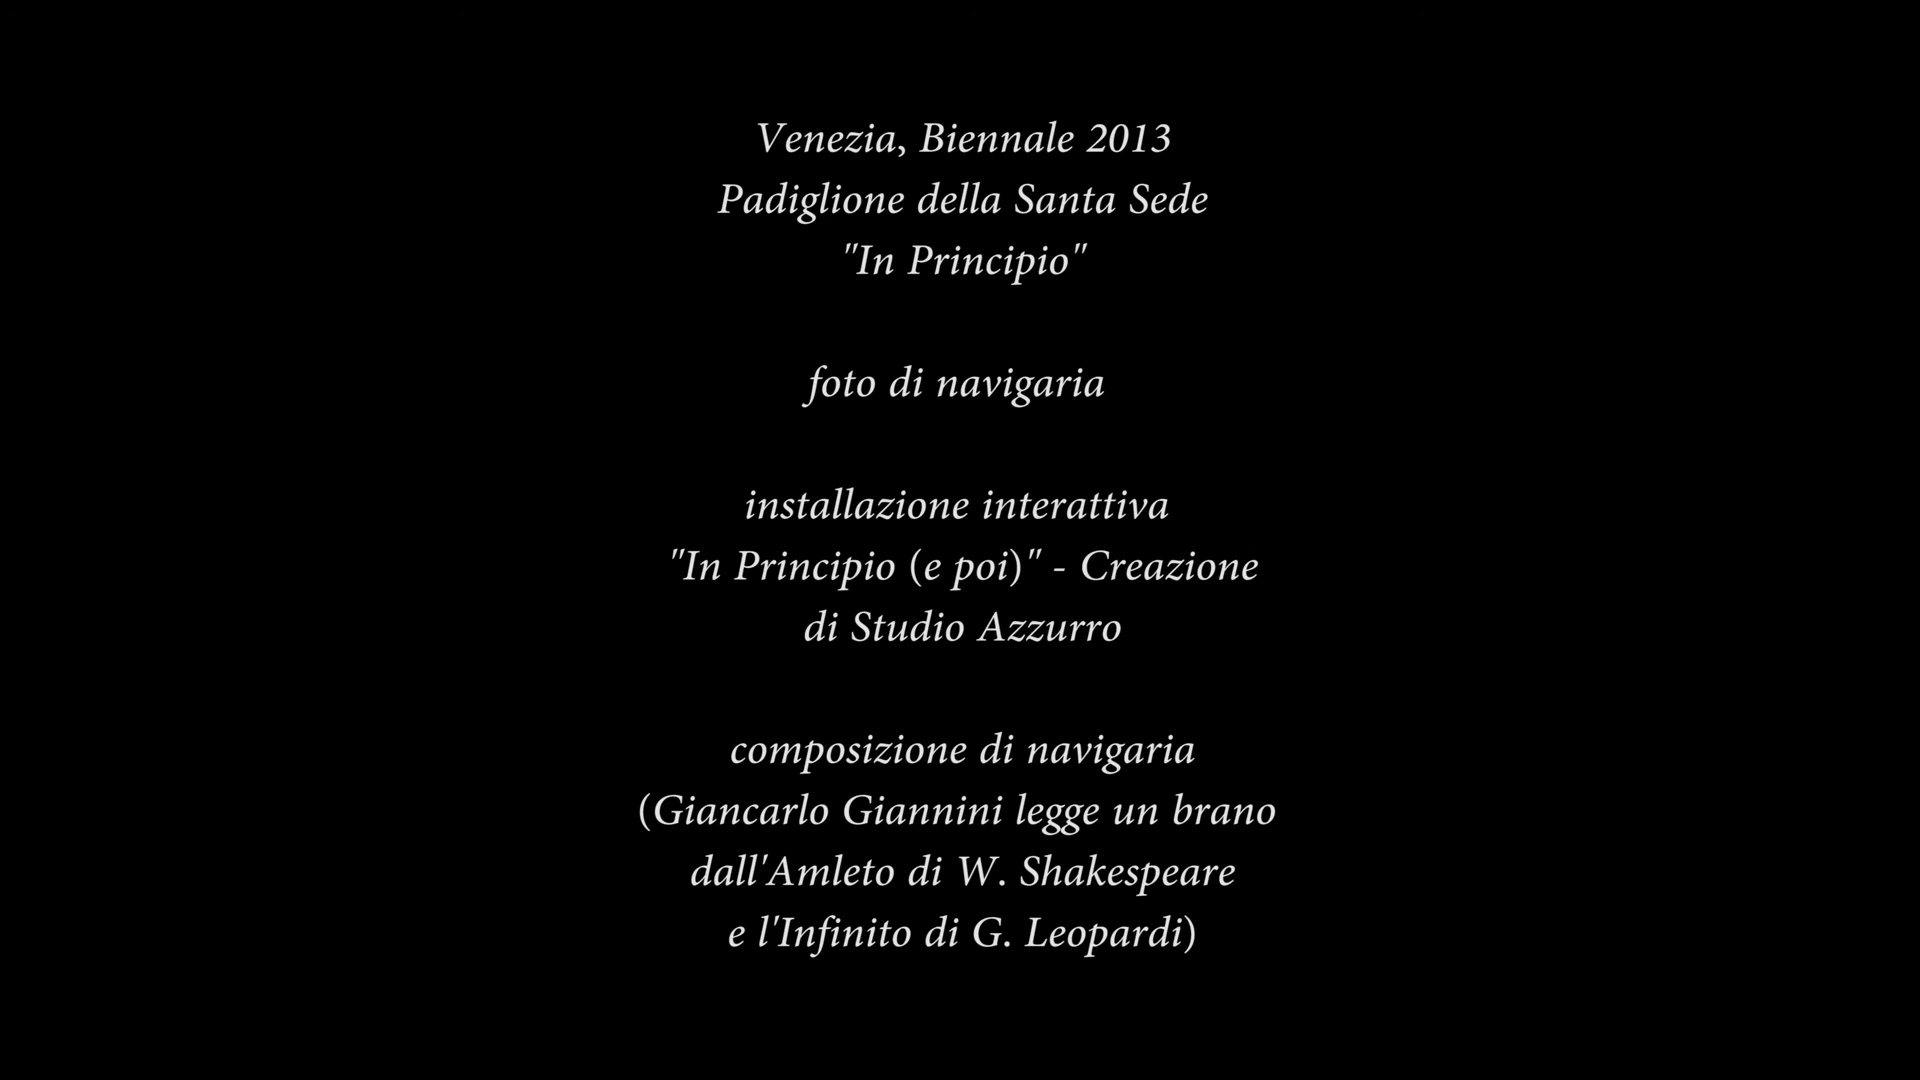 Venezia, Biennale 2013
Padiglione della Santa Sede
"In Principio"
foto di navigaria
installazione interattiva
"In Principio (e poi)" - Creazione
di Studio Azzurro
composizione di navigaria
(Giancarlo Giannini legge un brano
dall'Amleto di W. Shakespeare
e l'Infinito di G. Leopardi)